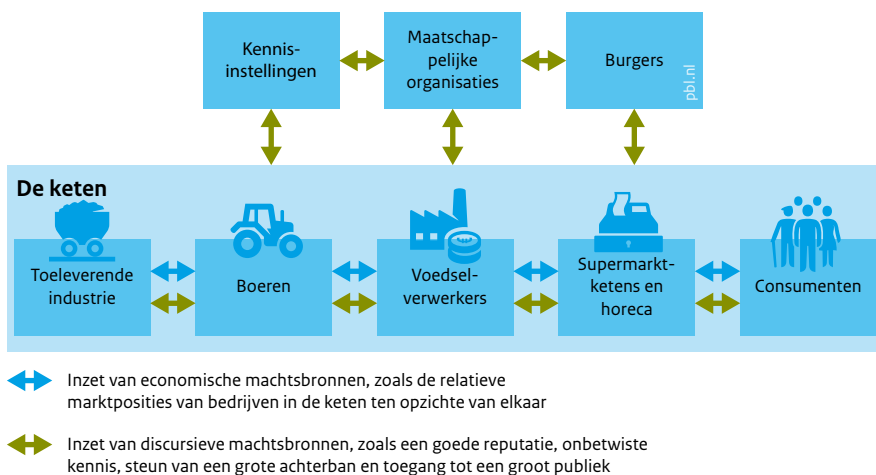 Kennis-
instellingen
Maatschap-
pelijke
organisaties
Burgers
pbl.nl
De keten
Toeleverende
industrie
Boeren
Voedsel-
verwerkers
Supermarkt-
ketens en
horeca
Consumenten
Inzet van economische machtsbronnen, zoals de relatieve
marktposities van bedrijven in de keten ten opzichte van elkaar
Inzet van discursieve machtsbronnen, zoals een goede reputatie, onbetwiste
kennis, steun van een grote achterban en toegang tot een groot publiek